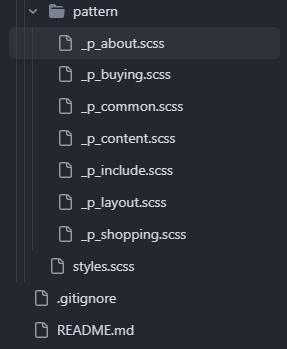 pattern
_p_about.scss
_p_buying.scss
_p_common.scss
_p_content.scss
_p_include.scss
_p_layout.scss
_p_shopping.scss
styles.scss
.gitignore
README.md